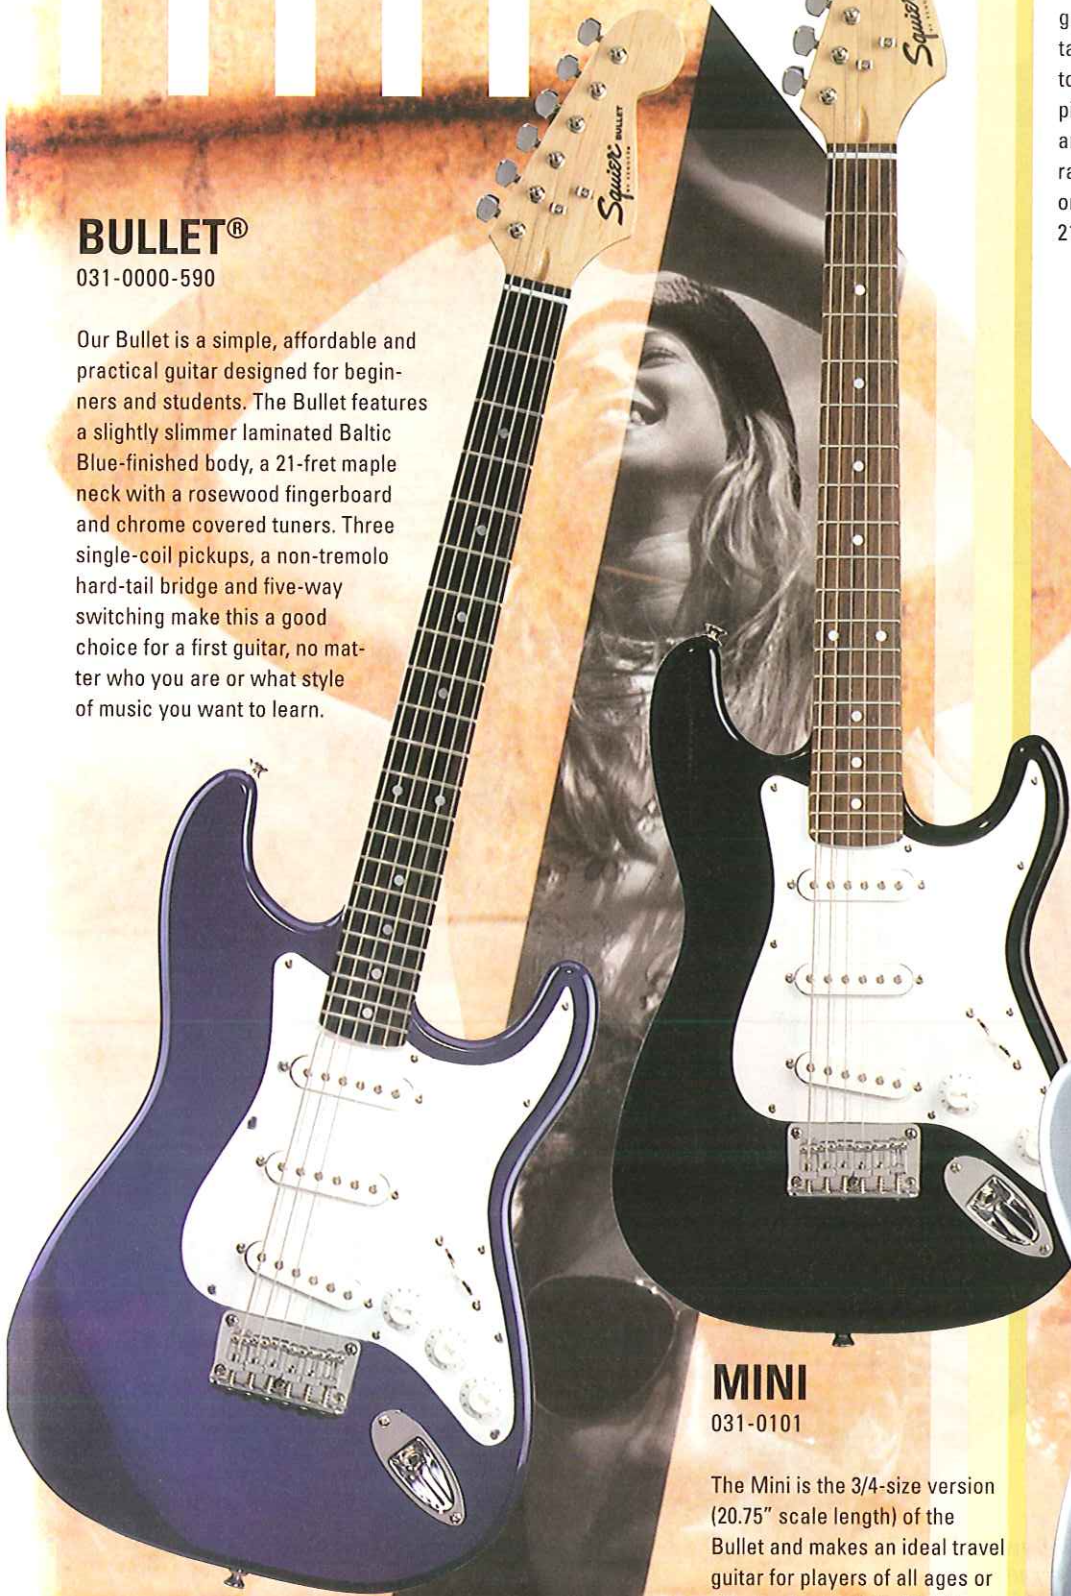 BULLET®
031-0000-590
Our Bullet is a simple, affordable and
practical guitar designed for begin-
ners and students. The Bullet features
a slightly slimmer laminated Baltic
Blue-finished body, a 21-fret maple
neck with a rosewood fingerboard
and chrome covered tuners. Three
single-coil pickups, a non-tremolo
hard-tail bridge and five-way
switching make this a good
choice for a first guitar, no mat-
ter who you are or what style
of music you want to learn.
Squier BULLET
BY FENDER
Squier
BY FENDER
MINI
031-0101
The Mini is the 3/4-size version
(20.75" scale length) of the
Bullet and makes an ideal travel
guitar for players of all ages or